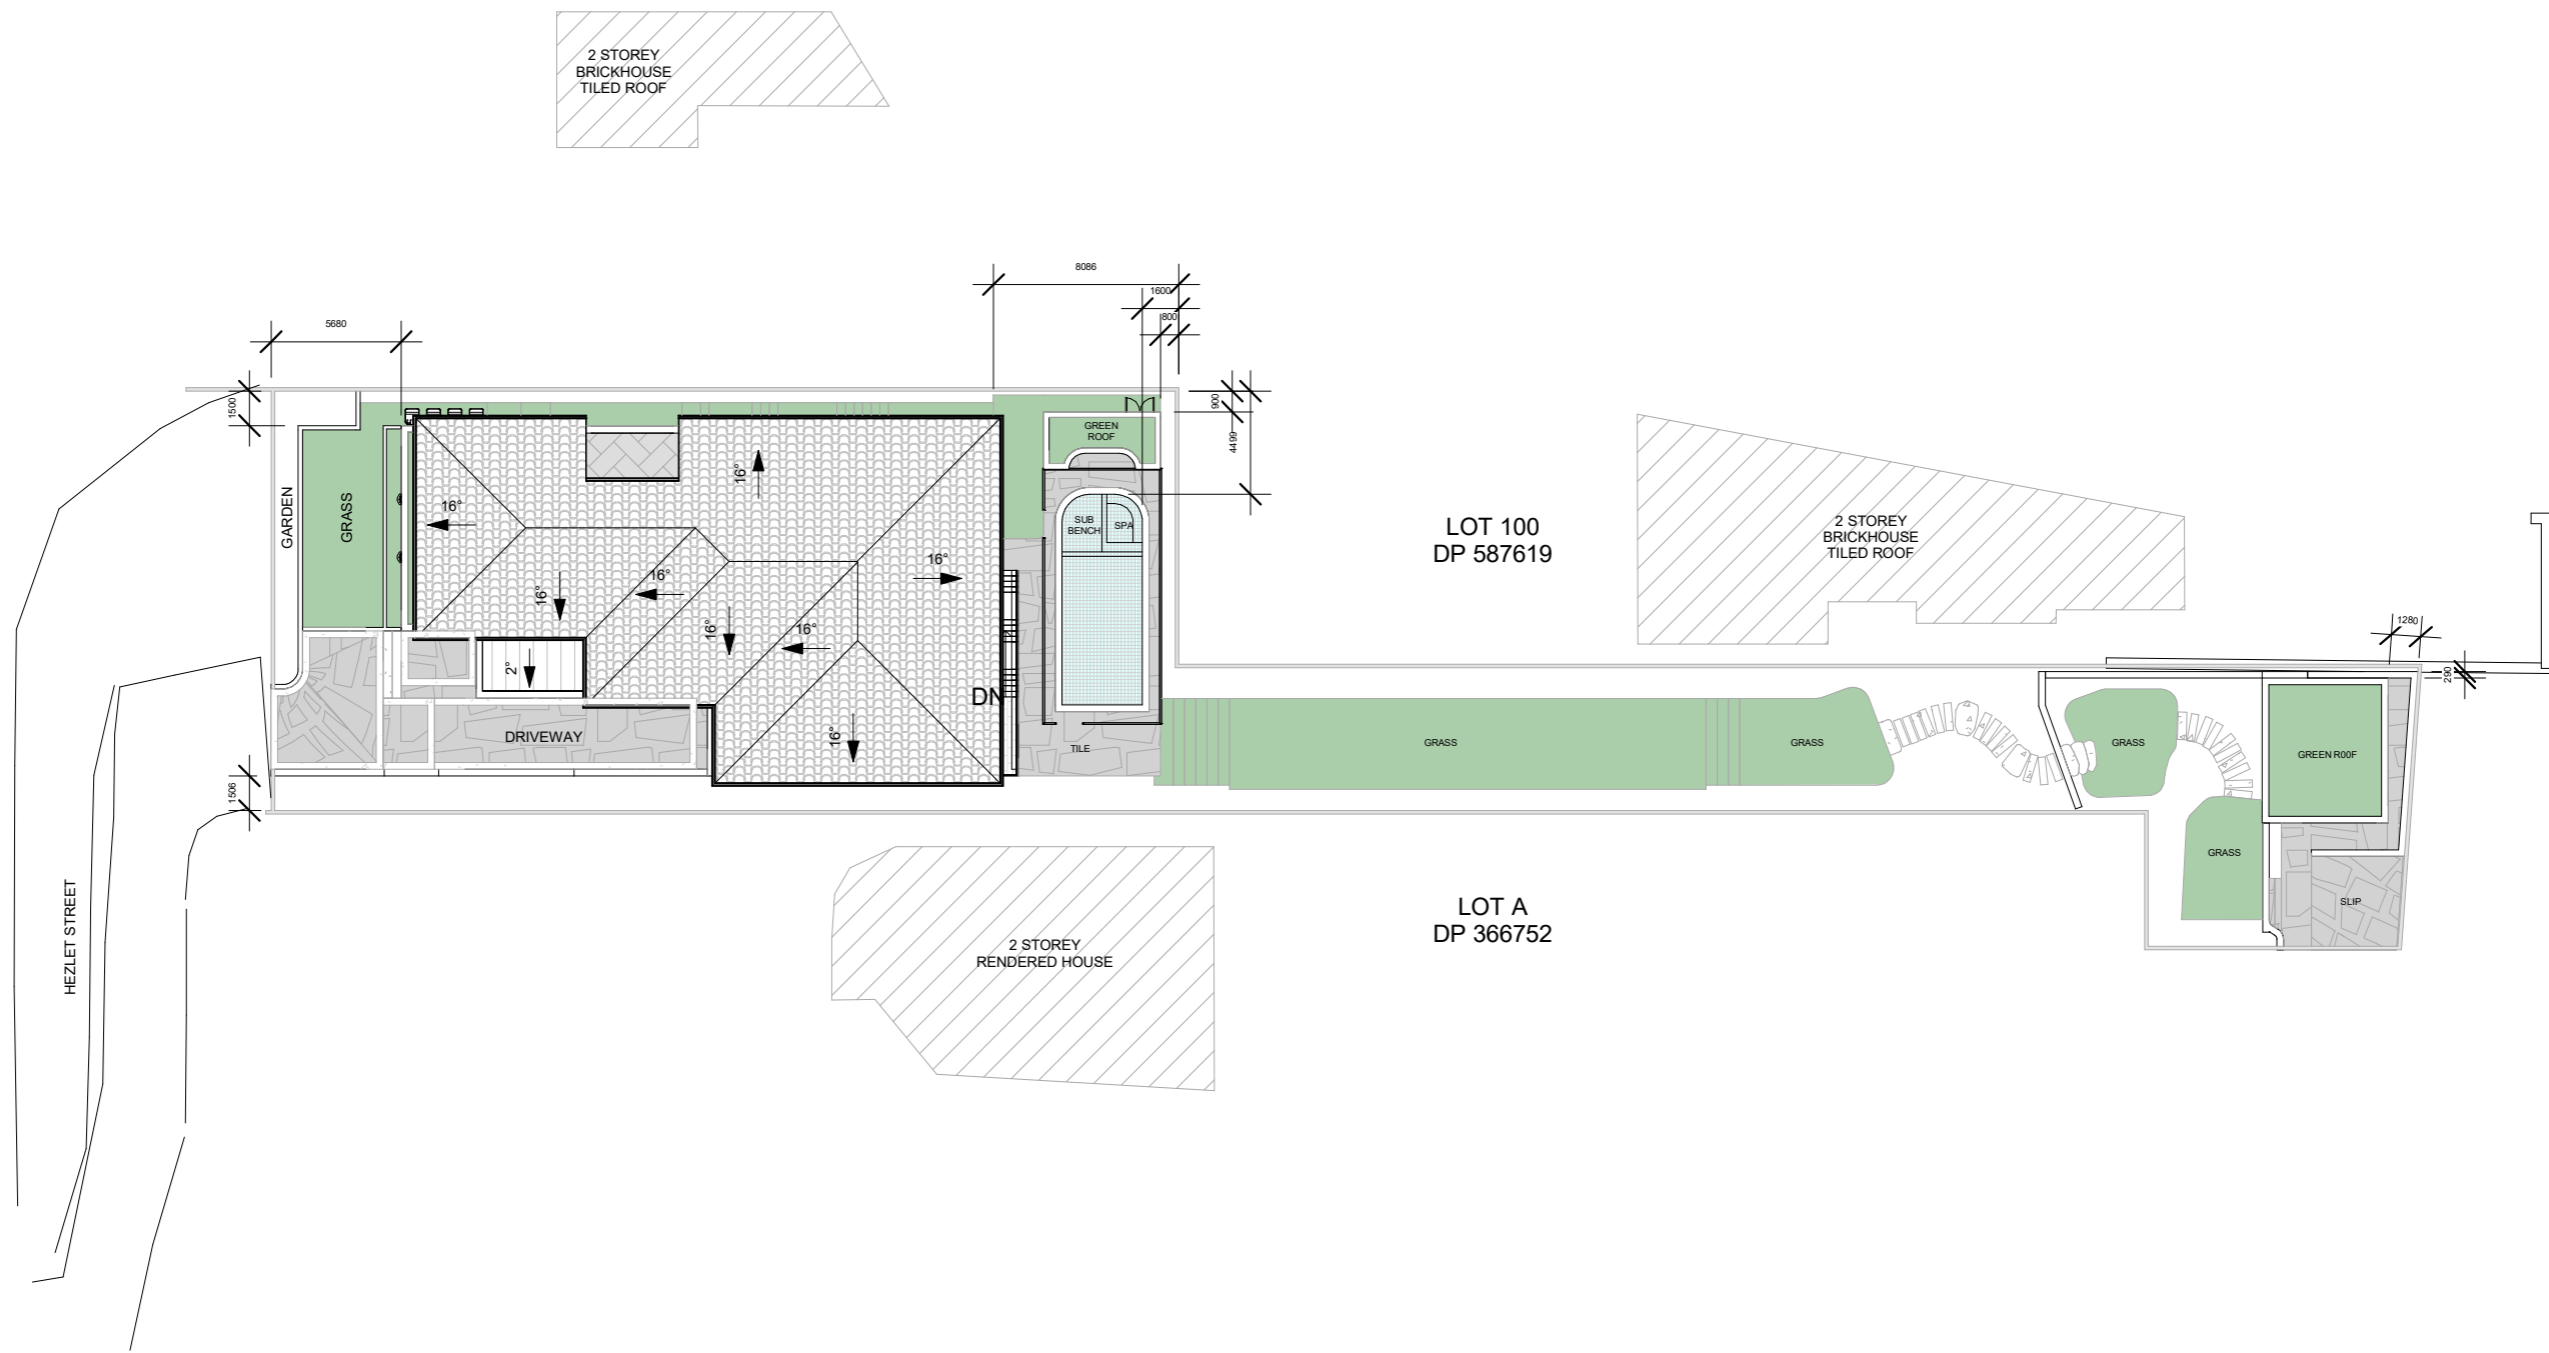 2 STOREY
BRICKHOUSE
TILED ROOF
8086
1600
800
5680
1500
900
4499
GREEN
ROOF
GARDEN
GRASS
16°
16°
SUB
BENCH
SPA
16°
16°
16°
16°
16°
16°
2°
DN
DRIVEWAY
TILE
1506
LOT 100
DP 587619
2 STOREY
BRICKHOUSE
TILED ROOF
1280
290
GRASS
GRASS
GRASS
GREEN R00F
GRASS
SLIP
HEZLET STREET
2 STOREY
RENDERED HOUSE
LOT A
DP 366752